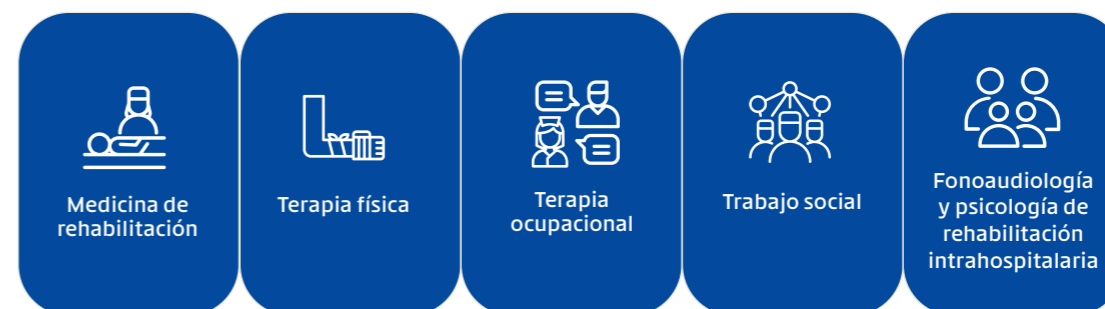 Medicina de
rehabilitación
Terapia física
Terapia
ocupacional
Trabajo social
Fonoaudiología
y psicología de
rehabilitación
intrahospitalaria